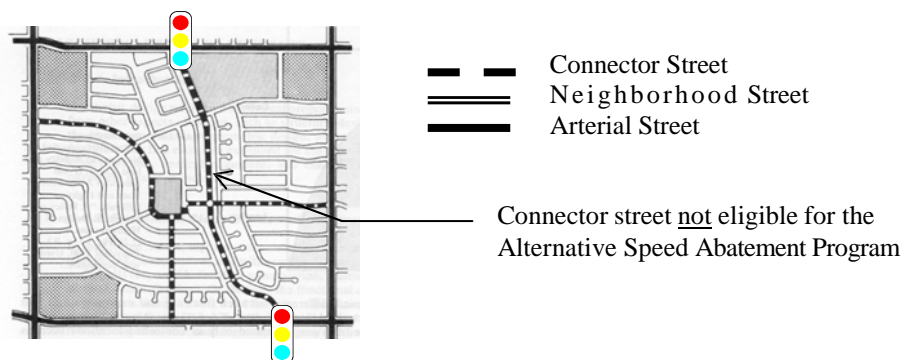 Connector Street
Neighborhood Street
Arterial Street
Connector street not eligible for the
Alternative Speed Abatement Program